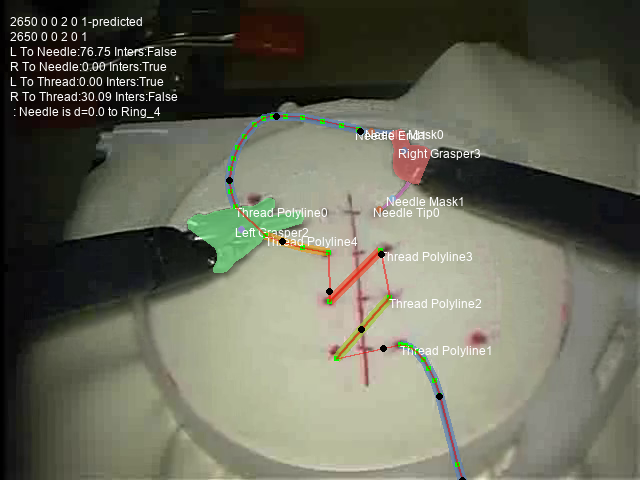 2650 0 0 2 0 1-predicted
2650 0 0 2 0 1
L To Needle:76.75 Inters:False
R To Needle:0.00 Inters:True
L To Thread:0.00 Inters:True
R To Thread:30.09 Inters:False
: Needle is d=0.0 to Ring_4
Needle End
Mask0
Right Grasper3
Needle Mask1
Needle Tip0
Thread Polyline0
Left Grasper2
Thread Polyline4
Thread Polyline3
Thread Polyline2
Thread Polyline1